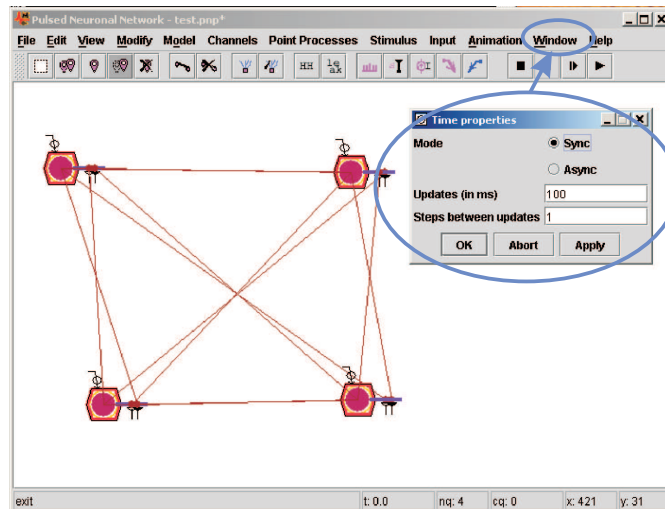 Pulsed Neuronal Network - test.pnp*
File Edit View Modify Model Channels Point Processes Stimulus Input Animation Window Help
HH le ak I
Time properties
Mode Sync
Async
Updates (in ms) 100
Steps between updates 1
OK Abort Apply
exit t: 0.0 nq: 4 cq: 0 x: 421 y: 31